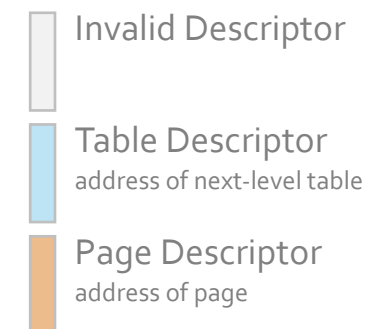 Invalid Descriptor
Table Descriptor
address of next-level table
Page Descriptor
address of page